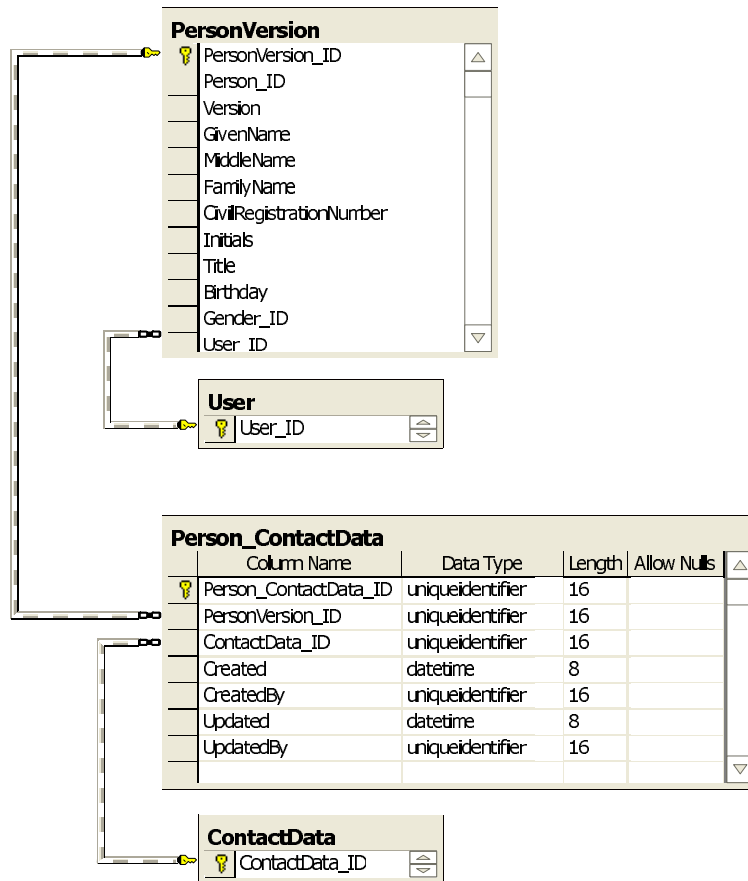 PersonVersion
PersonVersion_ID
Person_ID
Version
GivenName
MiddleName
FamilyName
CivilRegistrationNumber
Initials
Title
Birthday
Gender_ID
User_ID
User
User_ID
Person_ContactData
Column Name Data Type Length Allow Nulls
Person_ContactData_ID uniqueidentifier 16
PersonVersion_ID uniqueidentifier 16
ContactData_ID uniqueidentifier 16
Created datetime 8
CreatedBy uniqueidentifier 16
Updated datetime 8
UpdatedBy uniqueidentifier 16
ContactData
ContactData_ID